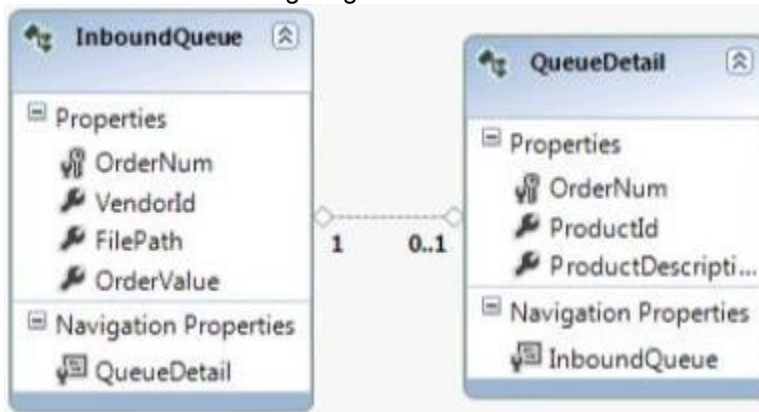 InboundQueue
Properties
OrderNum
VendorId
FilePath
OrderValue
Navigation Properties
QueueDetail
1 0..1
QueueDetail
Properties
OrderNum
ProductId
ProductDescripti...
Navigation Properties
InboundQueue